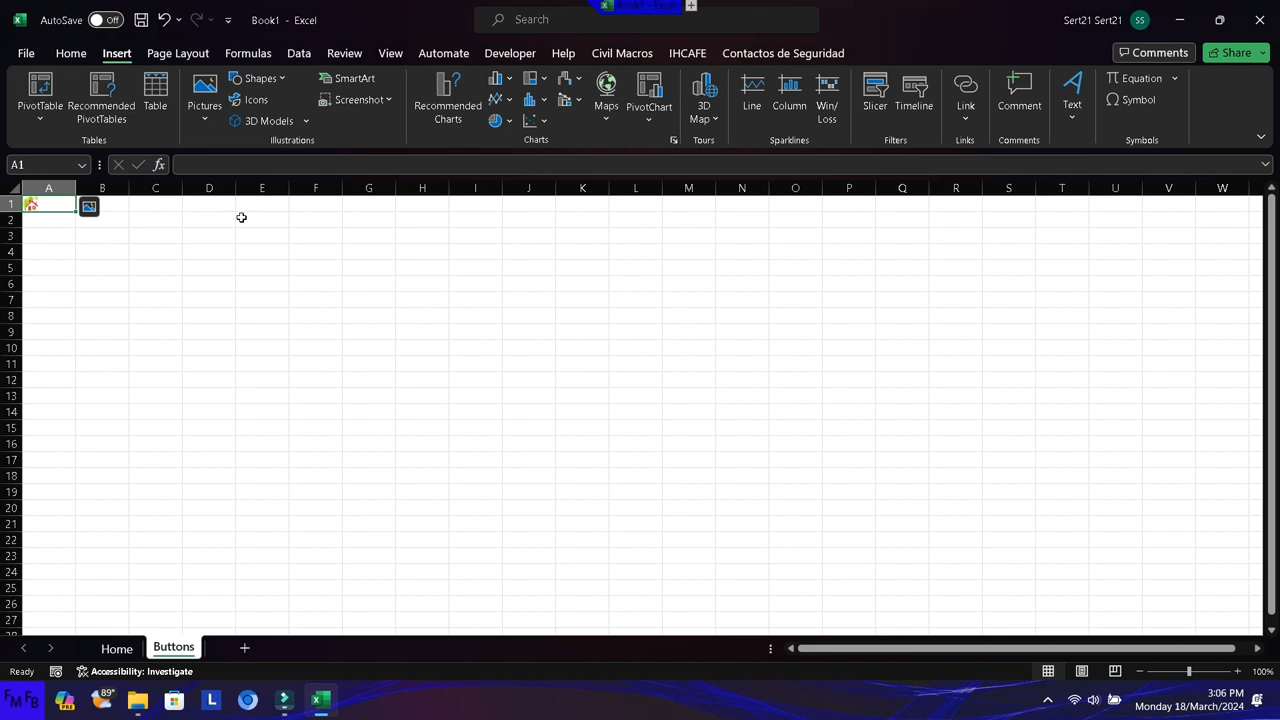 Book1 - Excel
AutoSave Off Book1 - Excel Search Sert21 Sert21 SS
File Home Insert Page Layout Formulas Data Review View Automate Developer Help Civil Macros IHCAFE Contactos de Seguridad Comments Share
PivotTable Recommended PivotTables Table
Tables
Pictures Shapes Icons 3D Models SmartArt Screenshot
Illustrations
Recommended Charts Maps PivotChart
Charts
3D Map
Tours
Line Column Win/Loss
Sparklines
Slicer Timeline
Filters
Link
Links
Comment
Comments
Text
Equation Symbol
Symbols
A1 fx
A B C D E F G H I J K L M N O P Q R S T U V W
1
2
3
4
5
6
7
8
9
10
11
12
13
14
15
16
17
18
19
20
21
22
23
24
25
26
27
28
Home Buttons
Ready Accessibility: Investigate 100%
FM FB 89° L 3:06 PM
Monday 18/March/2024